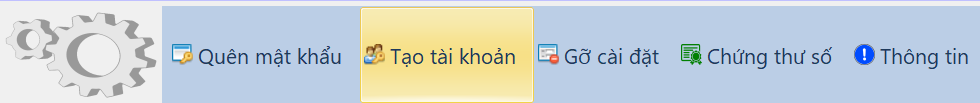 Quên mật khẩu Tạo tài khoản Gỡ cài đặt Chứng thư số Thông tin